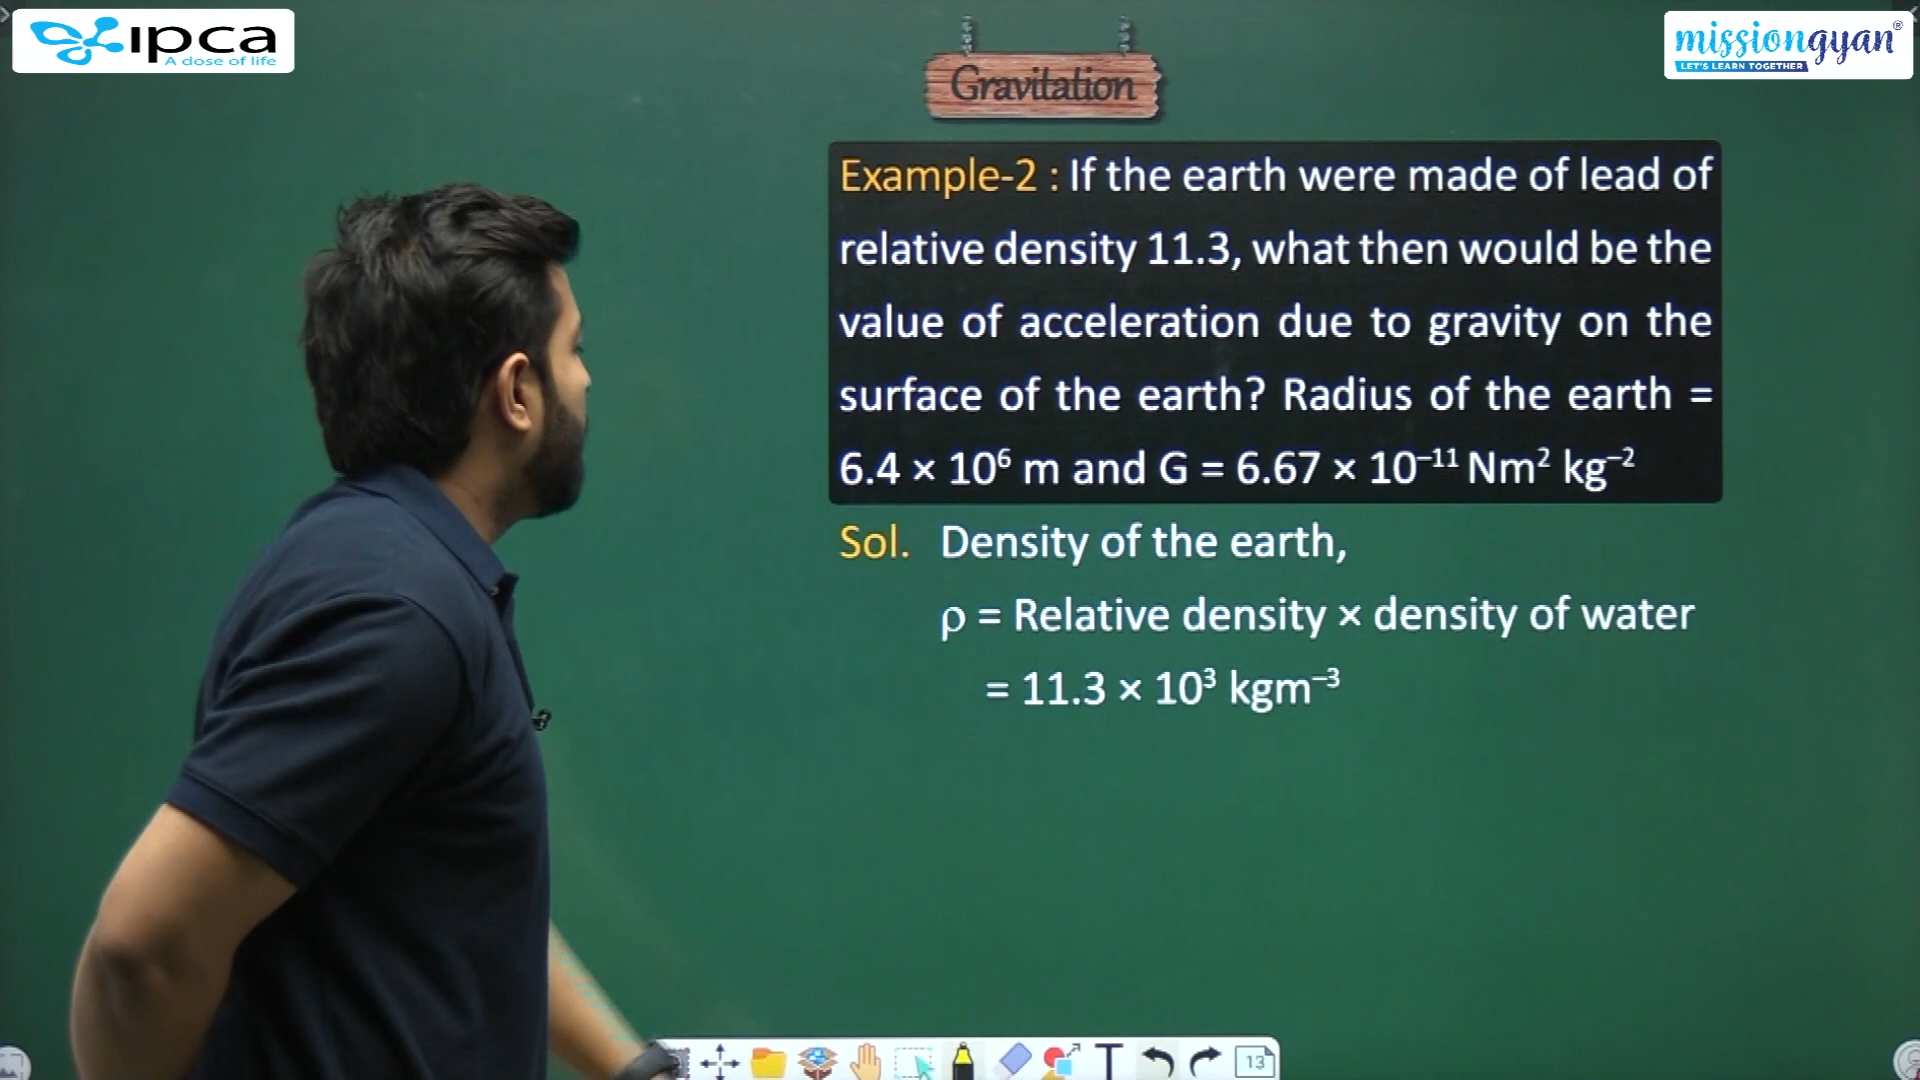 ipca
A dose of life
Gravitation
missiongyan®
LET'S LEARN TOGETHER
Example-2 : If the earth were made of lead of
relative density 11.3, what then would be the
value of acceleration due to gravity on the
surface of the earth? Radius of the earth =
6.4 × 10⁶ m and G = 6.67 × 10⁻¹¹ Nm² kg⁻²
Sol. Density of the earth,
ρ = Relative density × density of water
= 11.3 × 10³ kgm⁻³
T
13